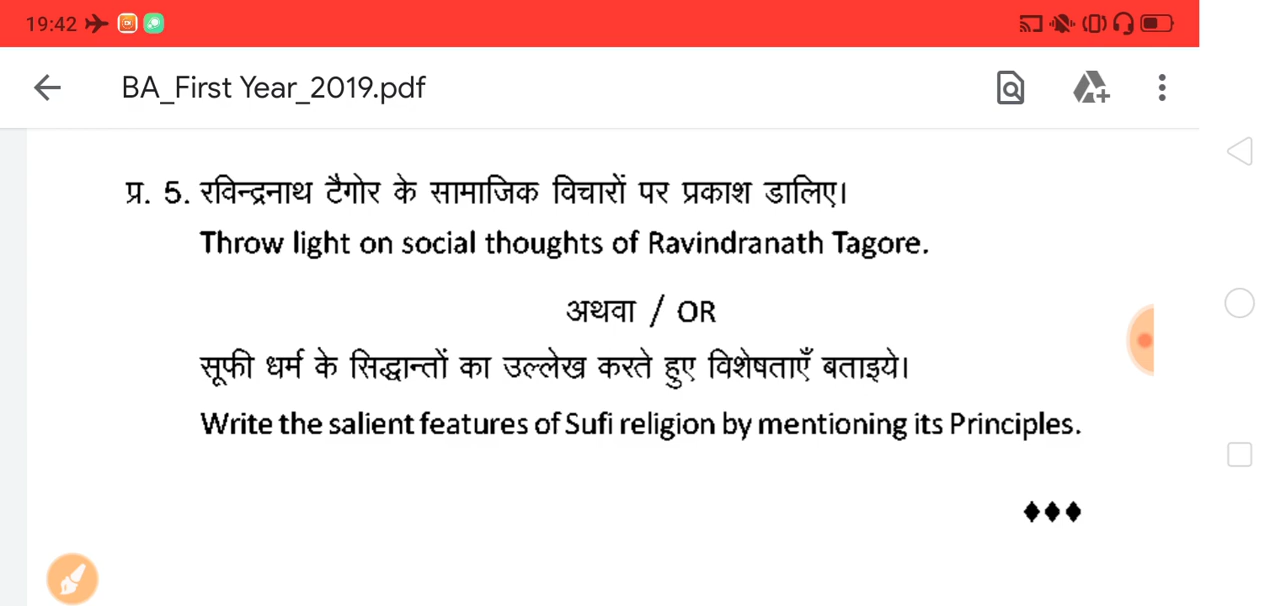 19:42
BA_First Year_2019.pdf
प्र. 5. रविन्द्रनाथ टैगोर के सामाजिक विचारों पर प्रकाश डालिए।
Throw light on social thoughts of Ravindranath Tagore.
अथवा / OR
सूफी धर्म के सिद्धान्तों का उल्लेख करते हुए विशेषताएँ बताइये।
Write the salient features of Sufi religion by mentioning its Principles.